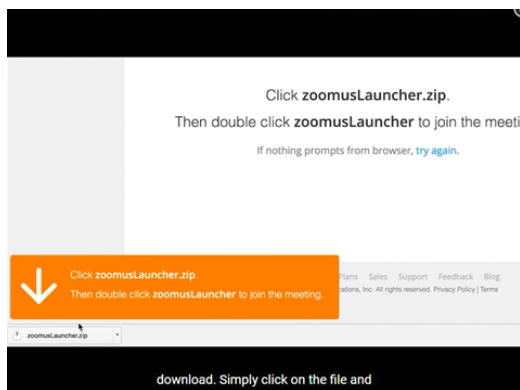 Click zoomusLauncher.zip.
Then double click zoomusLauncher to join the meeti
If nothing prompts from browser, try again.
Click zoomusLauncher.zip.
Then double click zoomusLauncher to join the meeting.
Plans Sales Support Feedback Blog
cations, Inc. All rights reserved. Privacy Policy | Terms
zoomusLauncher.zip
download. Simply click on the file and